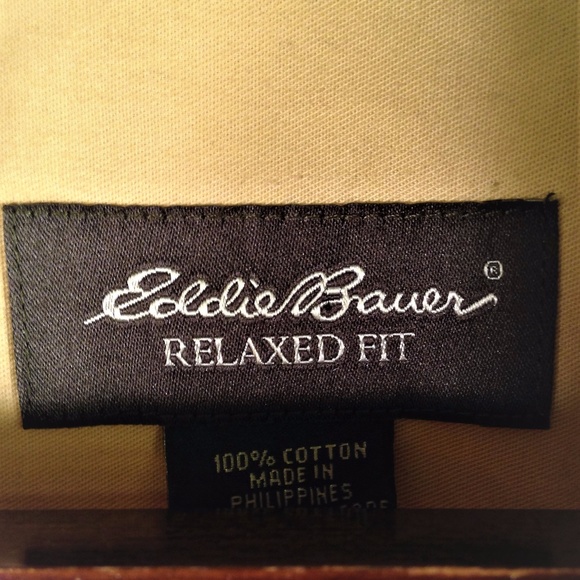 Eddie Bauer®
RELAXED FIT
100% COTTON
MADE IN
PHILIPPINES